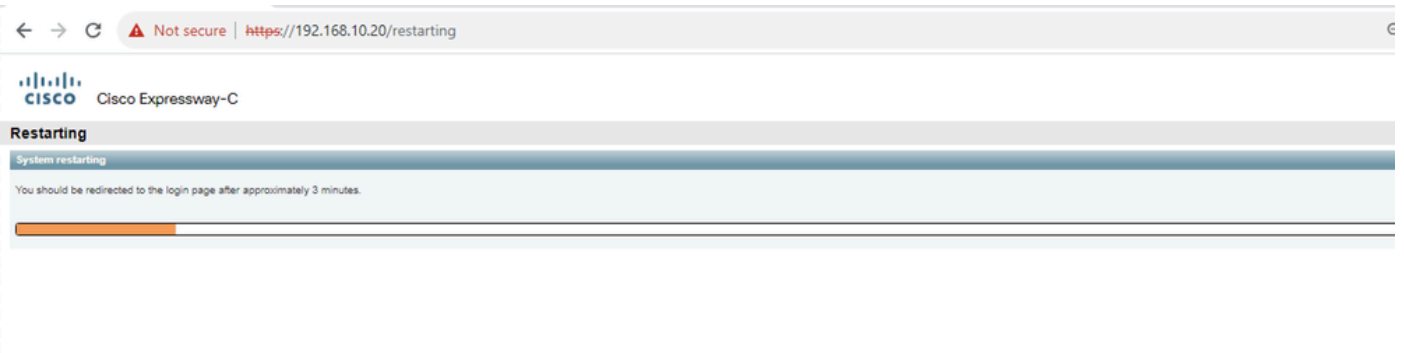 Not secure | https://192.168.10.20/restarting
CISCO Cisco Expressway-C
Restarting
System restarting
You should be redirected to the login page after approximately 3 minutes.